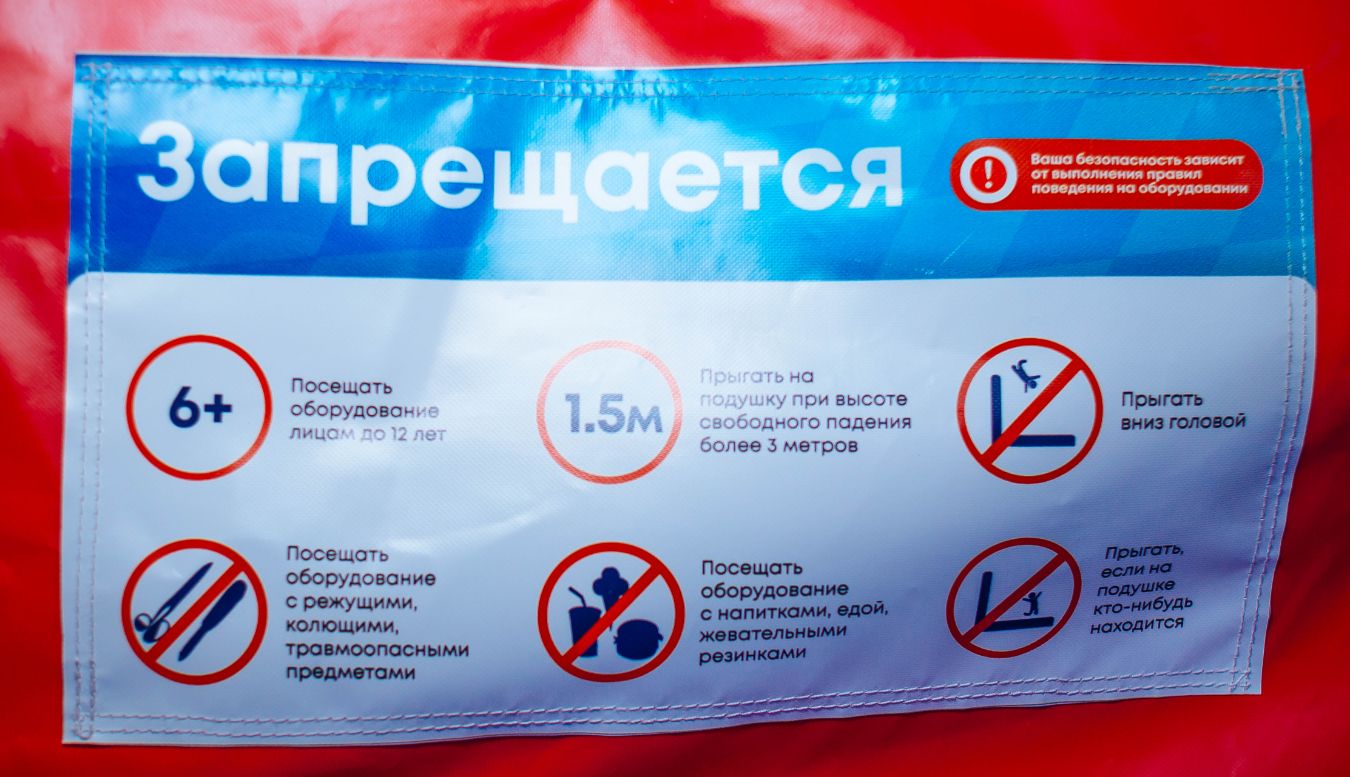 Запрещается
Ваша безопасность зависит
от выполнения правил
поведения на оборудовании
6+
Посещать
оборудование
лицам до 12 лет
1.5м
Прыгать на
подушку при высоте
свободного падения
более 3 метров
Прыгать
вниз головой
Посещать
оборудование
с режущими,
колющими,
травмоопасными
предметами
Посещать
оборудование
с напитками, едой,
жевательными
резинками
Прыгать,
если на
подушке
кто-нибудь
находится